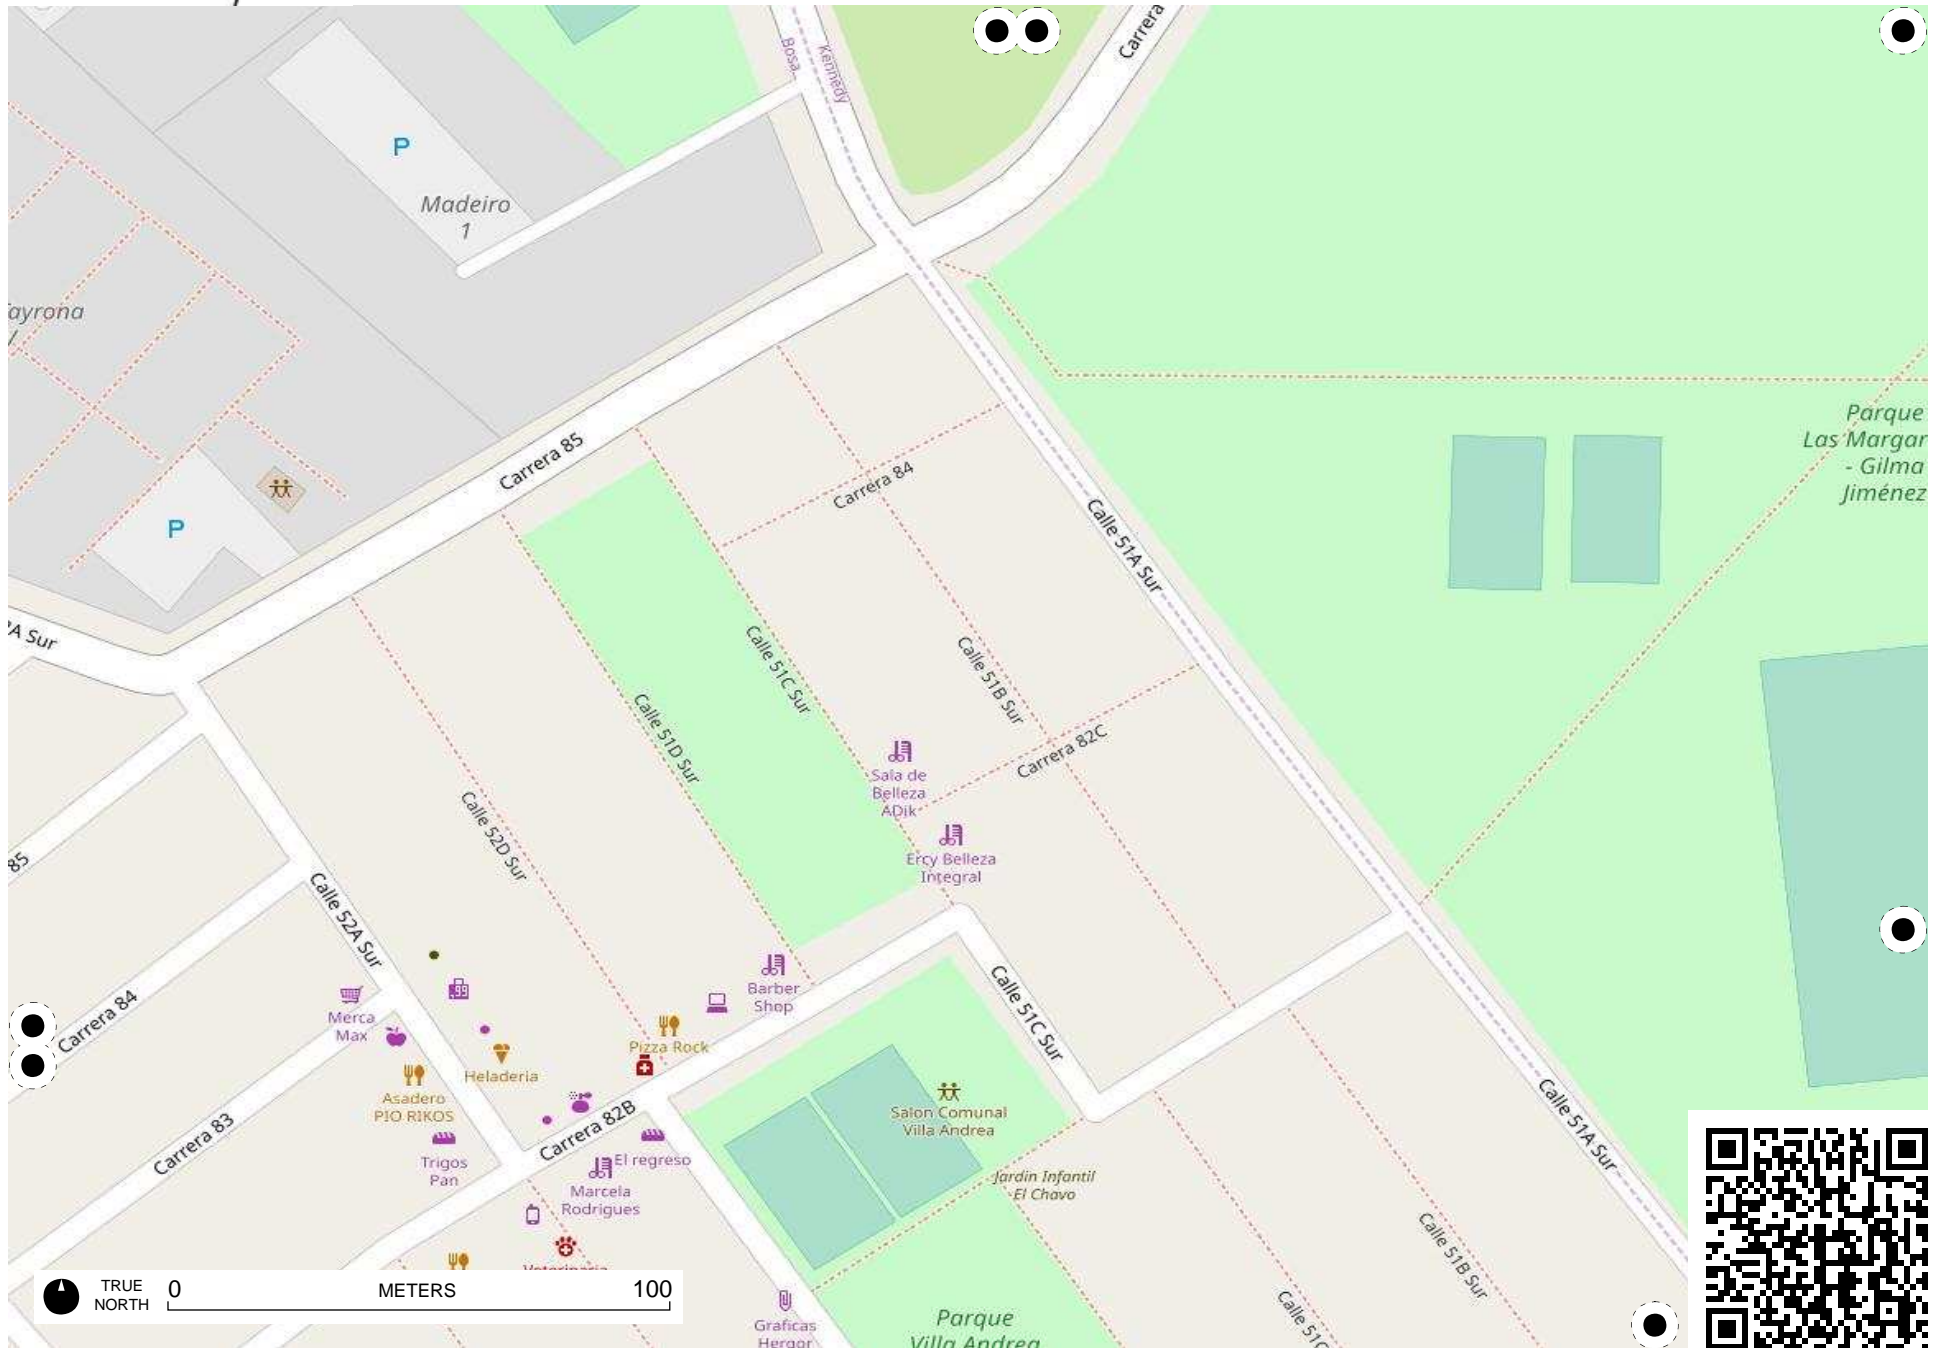 Bosa
Kennedy
Carrera
P
Madeiro
1
ayrona
Parque
Las Margar
- Gilma
Jiménez
Carrera 85
Carrera 84
P
Calle 51A Sur
A Sur
Calle 51C Sur
Calle 51B Sur
Calle 51D Sur
Carrera 82C
Sala de
Belleza
ADik
Calle 52D Sur
Ercy Belleza
Integral
85
Calle 52A Sur
Barber
Shop
Calle 51C Sur
99
Merca
Max
Carrera 84
Pizza Rock
Heladeria
Asadero
PIO RIKOS
Carrera 82B
Salon Comunal
Villa Andrea
Calle 51A Sur
Carrera 83
Trigos
Pan
El regreso
Marcela
Rodrigues
Jardin Infantil
El Chavo
Calle 51B Sur
Veterinaria
TRUE
NORTH
0
METERS
100
Calle 51C
Graficas
Hergor
Parque
Villa Andrea